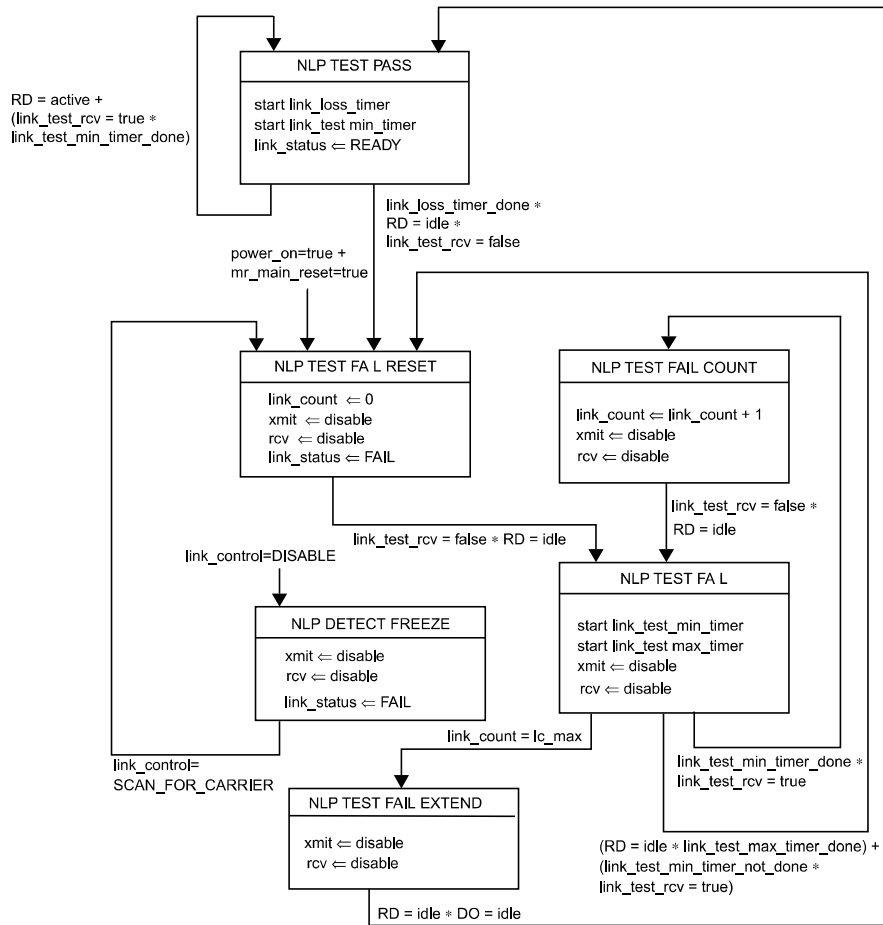 NLP TEST PASS
start link_loss_timer
start link_test min_timer
link_status ⇐ READY
RD = active +
(link_test_rcv = true *
link_test_min_timer_done)
link_loss_timer_done *
RD = idle *
link_test_rcv = false
power_on=true +
mr_main_reset=true
NLP TEST FA L RESET
link_count ⇐ 0
xmit ⇐ disable
rcv ⇐ disable
link_status ⇐ FAIL
NLP TEST FAIL COUNT
link_count ⇐ link_count + 1
xmit ⇐ disable
rcv ⇐ disable
link_test_rcv = false *
RD = idle
link_test_rcv = false * RD = idle
link_control=DISABLE
NLP DETECT FREEZE
xmit ⇐ disable
rcv ⇐ disable
link_status ⇐ FAIL
NLP TEST FA L
start link_test_min_timer
start link_test max_timer
xmit ⇐ disable
rcv ⇐ disable
link_count = lc_max
link_control=
SCAN_FOR_CARRIER
link_test_min_timer_done *
link_test_rcv = true
NLP TEST FAIL EXTEND
xmit ⇐ disable
rcv ⇐ disable
(RD = idle * link_test_max_timer_done) +
(link_test_min_timer_not_done *
link_test_rcv = true)
RD = idle * DO = idle